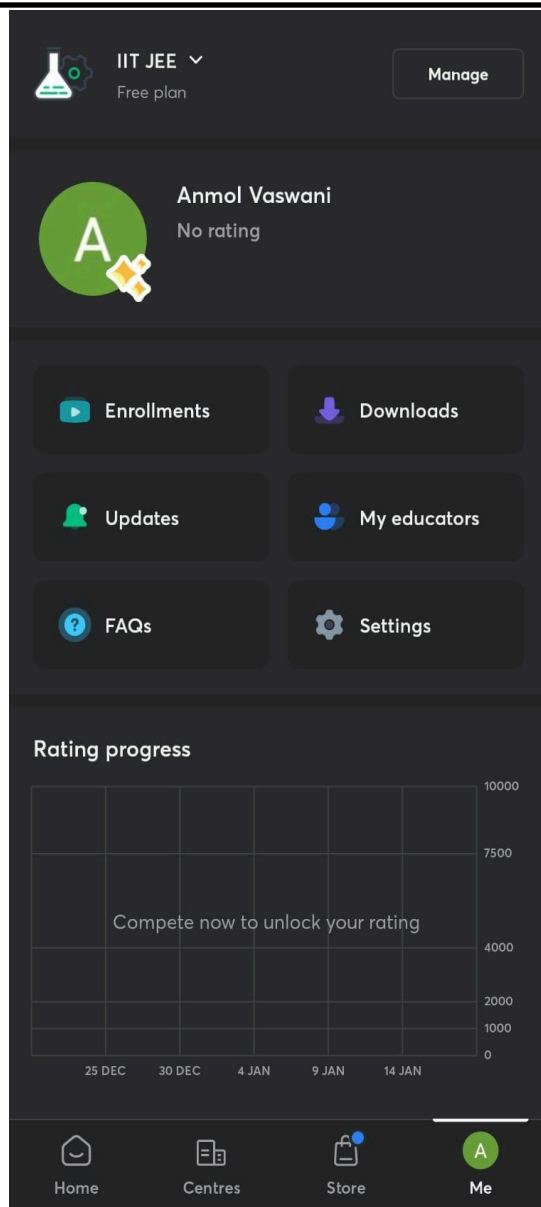 IIT JEE
Free plan
Manage
A
Anmol Vaswani
No rating
Enrollments
Downloads
Updates
My educators
?
FAQs
Settings
Rating progress
10000
7500
Compete now to unlock your rating
4000
2000
1000
0
25 DEC 30 DEC 4 JAN 9 JAN 14 JAN
A
Home Centres Store Me